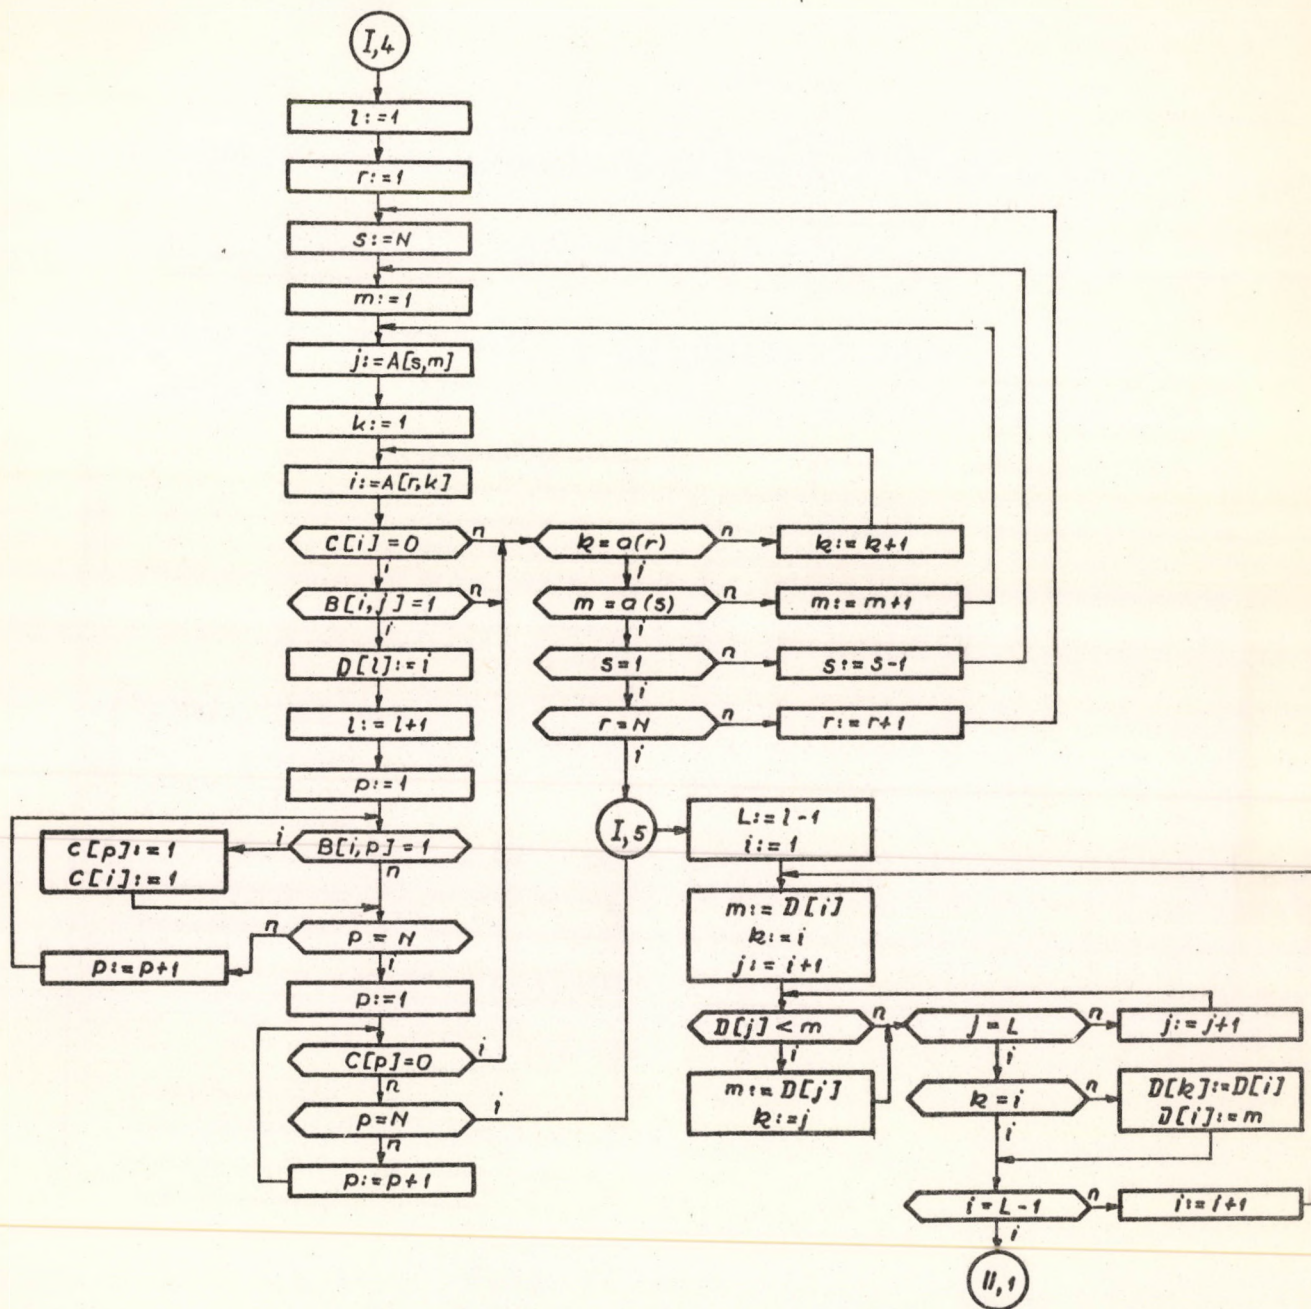 I,4
l:=1
r:=1
s:=N
m:=1
j:=A[s,m]
k:=1
i:=A[r,k]
C[i]=0
n
i
B[i,j]=1
n
i
D[l]:=i
l:=l+1
p:=1
B[i,p]=1
i
n
C[p]:=1
C[i]:=1
p=N
n
i
p:=p+1
p:=1
C[p]=0
i
n
p=N
i
n
p:=p+1
k=a(r)
n
i
k:=k+1
m=a(s)
n
i
m:=m+1
s=1
n
i
s:=s-1
r=N
n
i
r:=r+1
I,5
L:=l-1
i:=1
m:=D[i]
k:=i
j:=i+1
D[j]<m
n
i
m:=D[j]
k:=j
j=L
n
i
j:=j+1
k=i
n
i
D[k]:=D[i]
D[i]:=m
i=L-1
n
i
i:=i+1
II,1